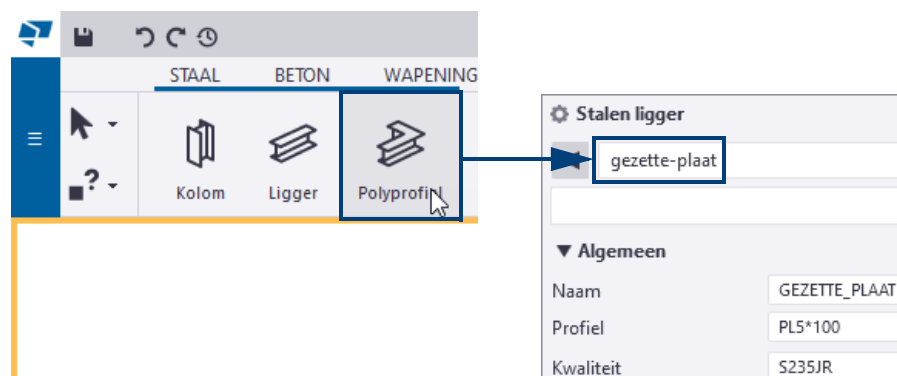 STAAL BETON WAPENING
Kolom Ligger Polyprofiel
Stalen ligger
gezette-plaat
Algemeen
Naam GEZETTE_PLAAT
Profiel PL5*100
Kwaliteit S235JR